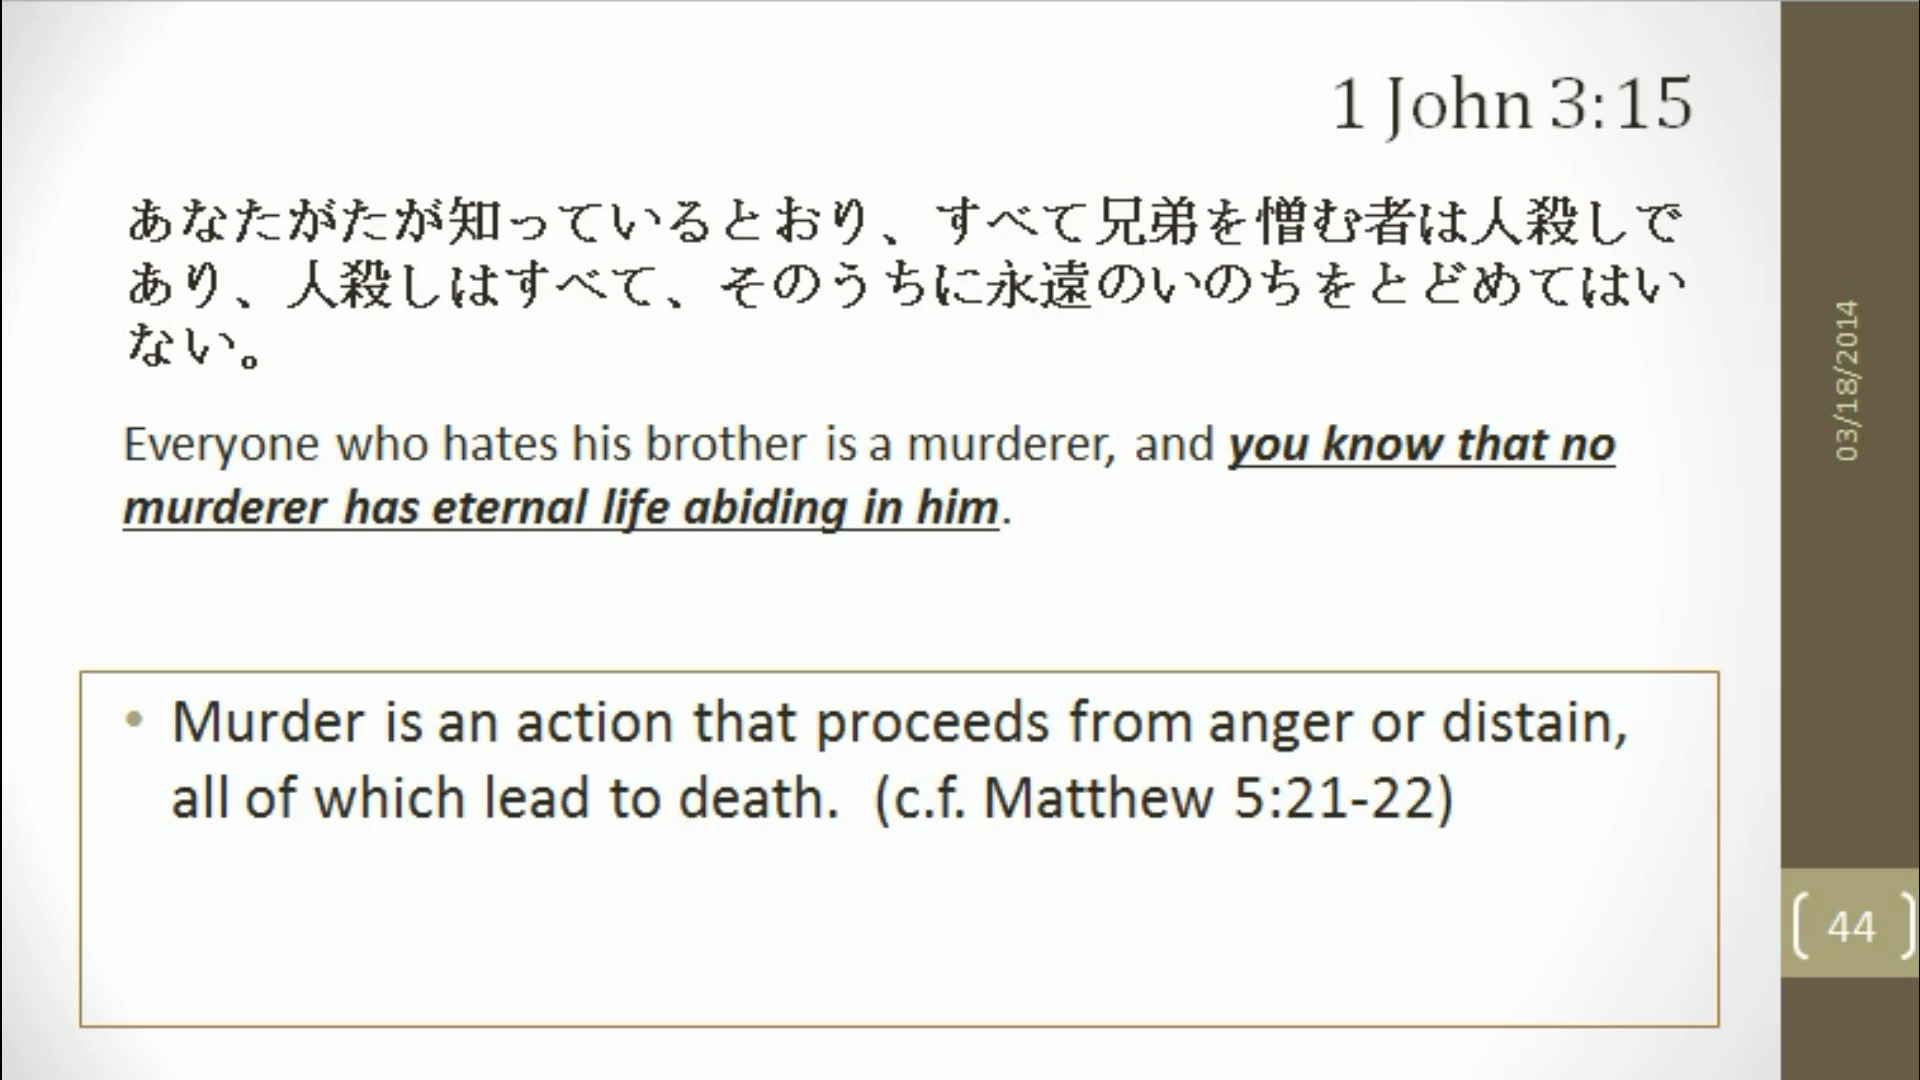 1 John 3:15
あなたがたが知っているとおり、すべて兄弟を憎む者は人殺しで
あり、人殺しはすべて、そのうちに永遠のいのちをとどめてはい
ない。
Everyone who hates his brother is a murderer, and you know that no
murderer has eternal life abiding in him.
• Murder is an action that proceeds from anger or distain,
all of which lead to death. (c.f. Matthew 5:21-22)
03/18/2014
44